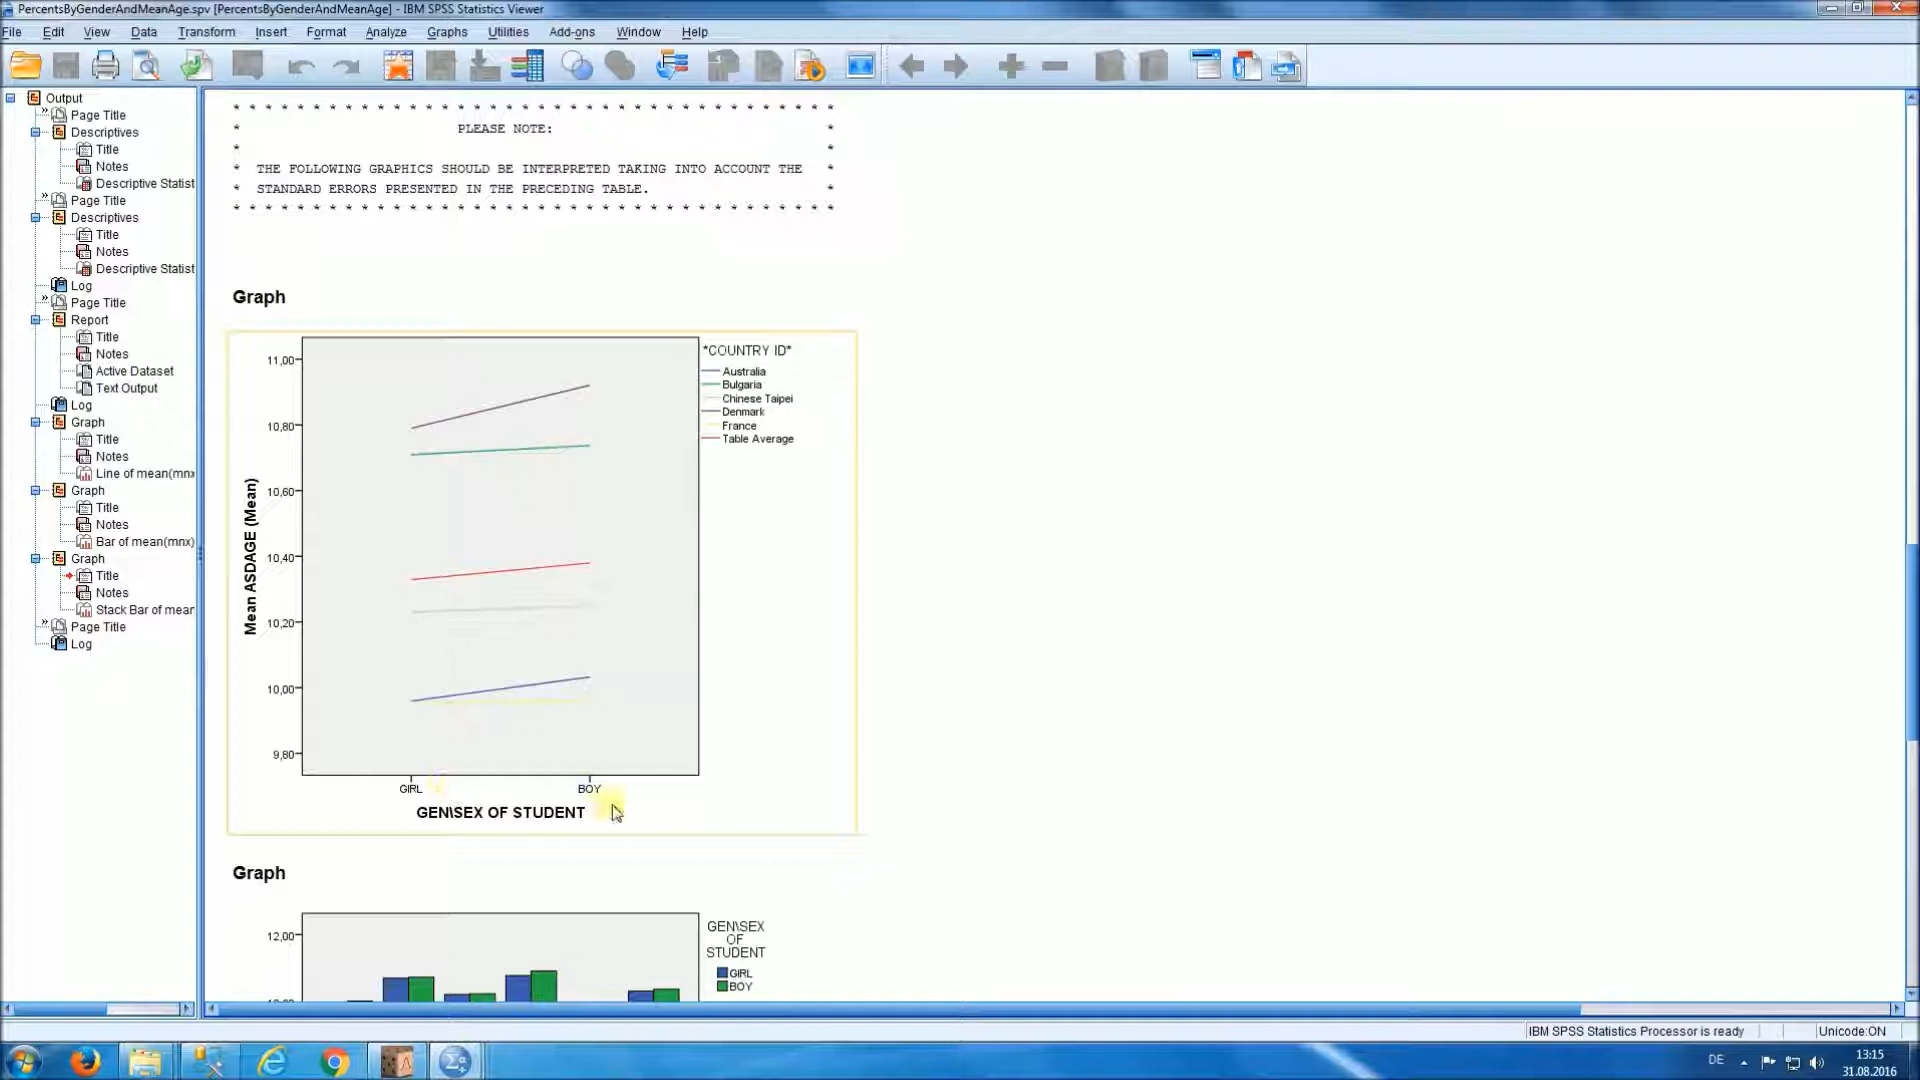 PercentsByGenderAndMeanAge.spv [PercentsByGenderAndMeanAge] - IBM SPSS Statistics Viewer
File Edit View Data Transform Insert Format Analyze Graphs Utilities Add-ons Window Help
Output
Page Title
Descriptives
Title
Notes
Descriptive Statist
Page Title
Descriptives
Title
Notes
Descriptive Statist
Log
Page Title
Report
Title
Notes
Active Dataset
Text Output
Log
Graph
Title
Notes
Line of mean(mnx
Graph
Title
Notes
Bar of mean(mnx)
Graph
Title
Notes
Stack Bar of mear
Page Title
Log
* * * * * * * * * * * * * * * * * * * * * * * * * * * * * * * * * * * *
* PLEASE NOTE: *
* *
* THE FOLLOWING GRAPHICS SHOULD BE INTERPRETED TAKING INTO ACCOUNT THE *
* STANDARD ERRORS PRESENTED IN THE PRECEDING TABLE. *
* * * * * * * * * * * * * * * * * * * * * * * * * * * * * * * * * * * *
Graph
Mean ASDAGE (Mean)
11,00
10,80
10,60
10,40
10,20
10,00
9,80
GIRL BOY
GEN\SEX OF STUDENT
*COUNTRY ID*
Australia
Bulgaria
Chinese Taipei
Denmark
France
Table Average
Graph
12,00
GEN\SEX
OF
STUDENT
GIRL
BOY
IBM SPSS Statistics Processor is ready Unicode:ON
DE
13:15
31.08.2016